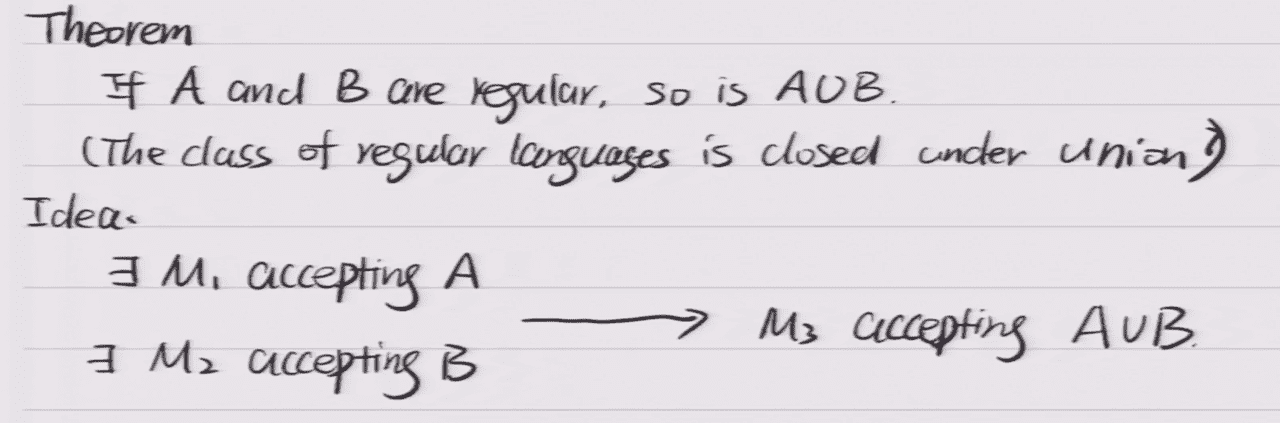 Theorem
If A and B are regular, so is A∪B.
(The class of regular languages is closed under union)
Idea.
∃ M₁ accepting A
⟶ M₃ accepting A∪B.
∃ M₂ accepting B